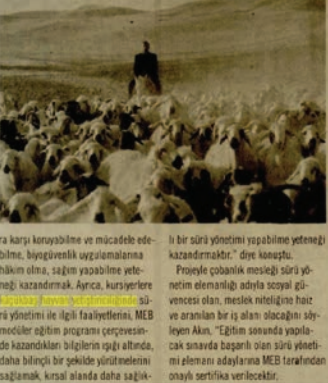 ra karşı koruyabilme ve mücadele ede-
bilme, biyogüvenlik uygulamalarına
hâkim olma, sağım yapabilme yete-
neği kazandırmak. Ayrıca, kursiyerlere
küçükbaş hayvan yetiştiriciliğinde sü-
rü yönetimi ile ilgili faaliyetlerini, MEB
modüler eğitim programı çerçevesin-
de kazandıkları bilgilerin ışığı altında,
daha bilinçli bir şekilde yürütmelerini
sağlamak, kırsal alanda daha sağlık-
lı bir sürü yönetimi yapabilme yeteneği
kazandırmaktır." diye konuştu.
Projeyle çobanlık mesleği sürü yö-
netim elemanlığı adıyla sosyal gü-
vencesi olan, meslek niteliğine haiz
ve aranılan bir iş alanı olacağını söy-
leyen Akın, "Eğitim sonunda yapıla-
cak sınavda başarılı olan sürü yöneti-
mi elemanı adaylarına MEB tarafından
onaylı sertifika verilecektir.